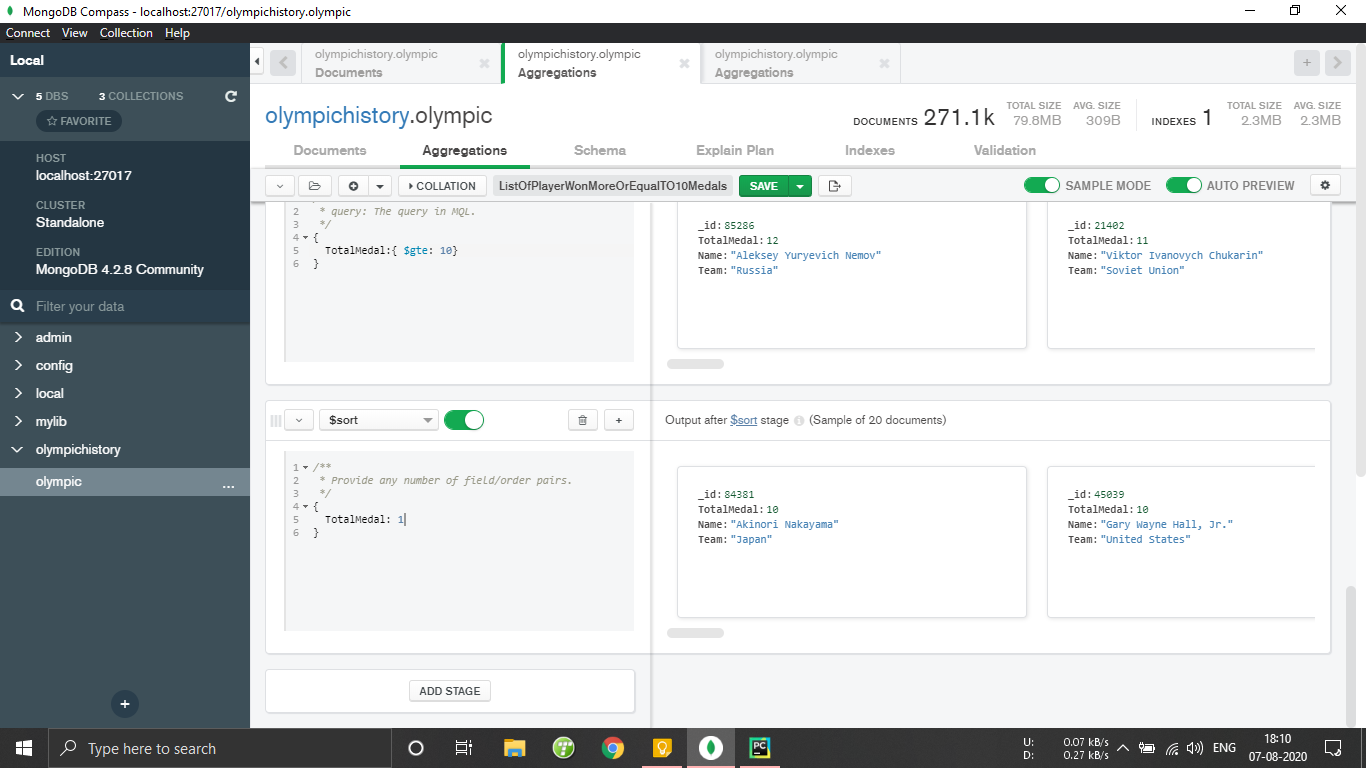 MongoDB Compass - localhost:27017/olympichistory.olympic
Connect View Collection Help
Local
5 DBS 3 COLLECTIONS
FAVORITE
HOST
localhost:27017
CLUSTER
Standalone
EDITION
MongoDB 4.2.8 Community
Filter your data
admin
config
local
mylib
olympichistory
olympic ...
olympichistory.olympic
Documents
olympichistory.olympic
Aggregations
olympichistory.olympic
Aggregations
olympichistory.olympic
DOCUMENTS 271.1k TOTAL SIZE 79.8MB AVG. SIZE 309B INDEXES 1 TOTAL SIZE 2.3MB AVG. SIZE 2.3MB
Documents Aggregations Schema Explain Plan Indexes Validation
COLLATION ListOfPlayerWonMoreOrEqualTO10Medals SAVE SAMPLE MODE AUTO PREVIEW
2 * query: The query in MQL.
3 */
4 {
5 TotalMedal:{ $gte: 10}
6 }
_id: 85286
TotalMedal: 12
Name: "Aleksey Yuryevich Nemov"
Team: "Russia"
_id: 21402
TotalMedal: 11
Name: "Viktor Ivanovych Chukarin"
Team: "Soviet Union"
$sort
Output after $sort stage (Sample of 20 documents)
1 /**
2 * Provide any number of field/order pairs.
3 */
4 {
5 TotalMedal: 1
6 }
_id: 84381
TotalMedal: 10
Name: "Akinori Nakayama"
Team: "Japan"
_id: 45039
TotalMedal: 10
Name: "Gary Wayne Hall, Jr."
Team: "United States"
ADD STAGE
Type here to search
U: 0.07 kB/s
D: 0.27 kB/s
ENG
18:10
07-08-2020